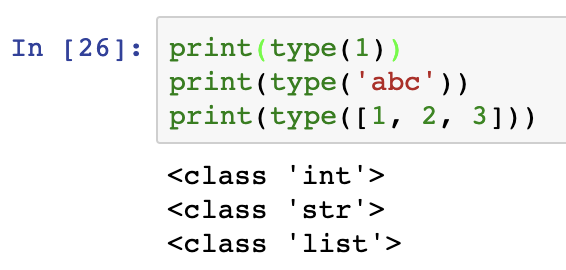 In [26]: print(type(1))
print(type('abc'))
print(type([1, 2, 3]))
<class 'int'>
<class 'str'>
<class 'list'>